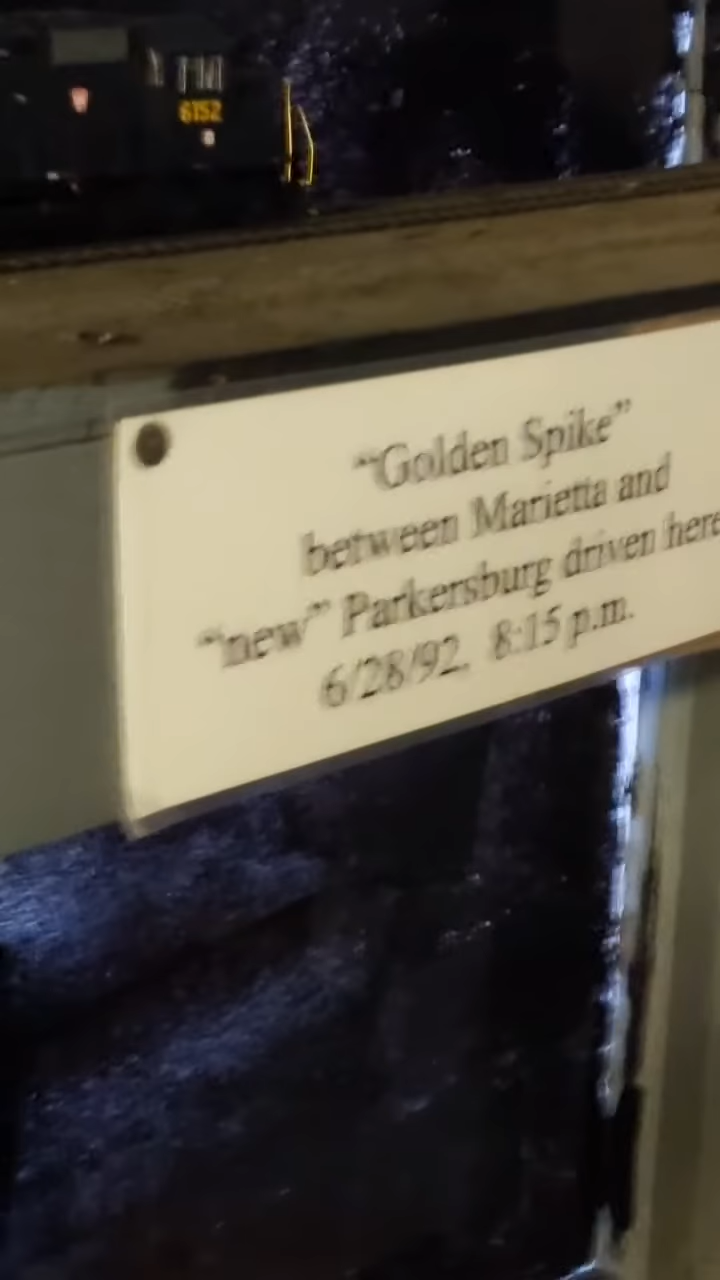 6152
“Golden Spike”
between Marietta and
“new” Parkersburg driven here
6/28/92, 8:15 p.m.